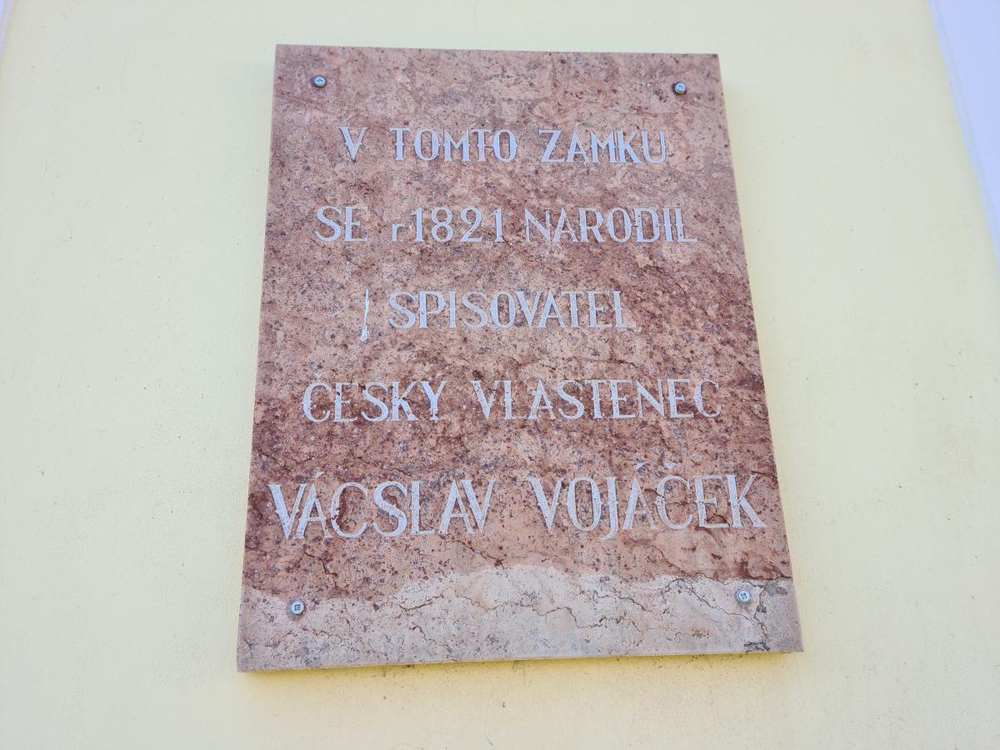 V TOMTO ZÁMKU
SE r 1821 NARODIL
SPISOVATEL
ČESKÝ VLASTENEC
VÁCSLAV VOJÁČEK